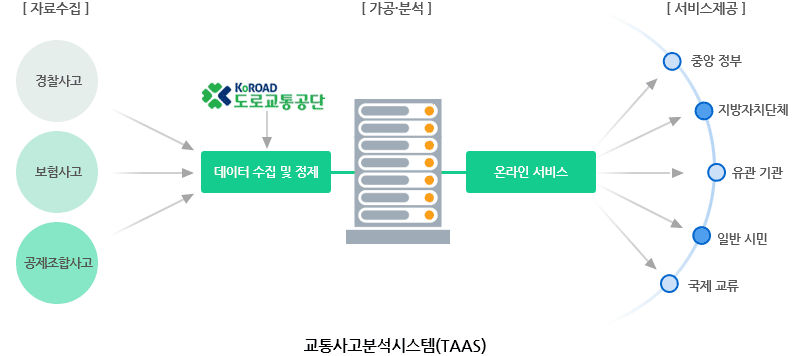 [ 자료수집 ]
[ 가공·분석 ]
[ 서비스제공 ]
경찰사고
보험사고
공제조합사고
KoROAD
도로교통공단
데이터 수집 및 정제
온라인 서비스
중앙 정부
지방자치단체
유관 기관
일반 시민
국제 교류
교통사고분석시스템(TAAS)